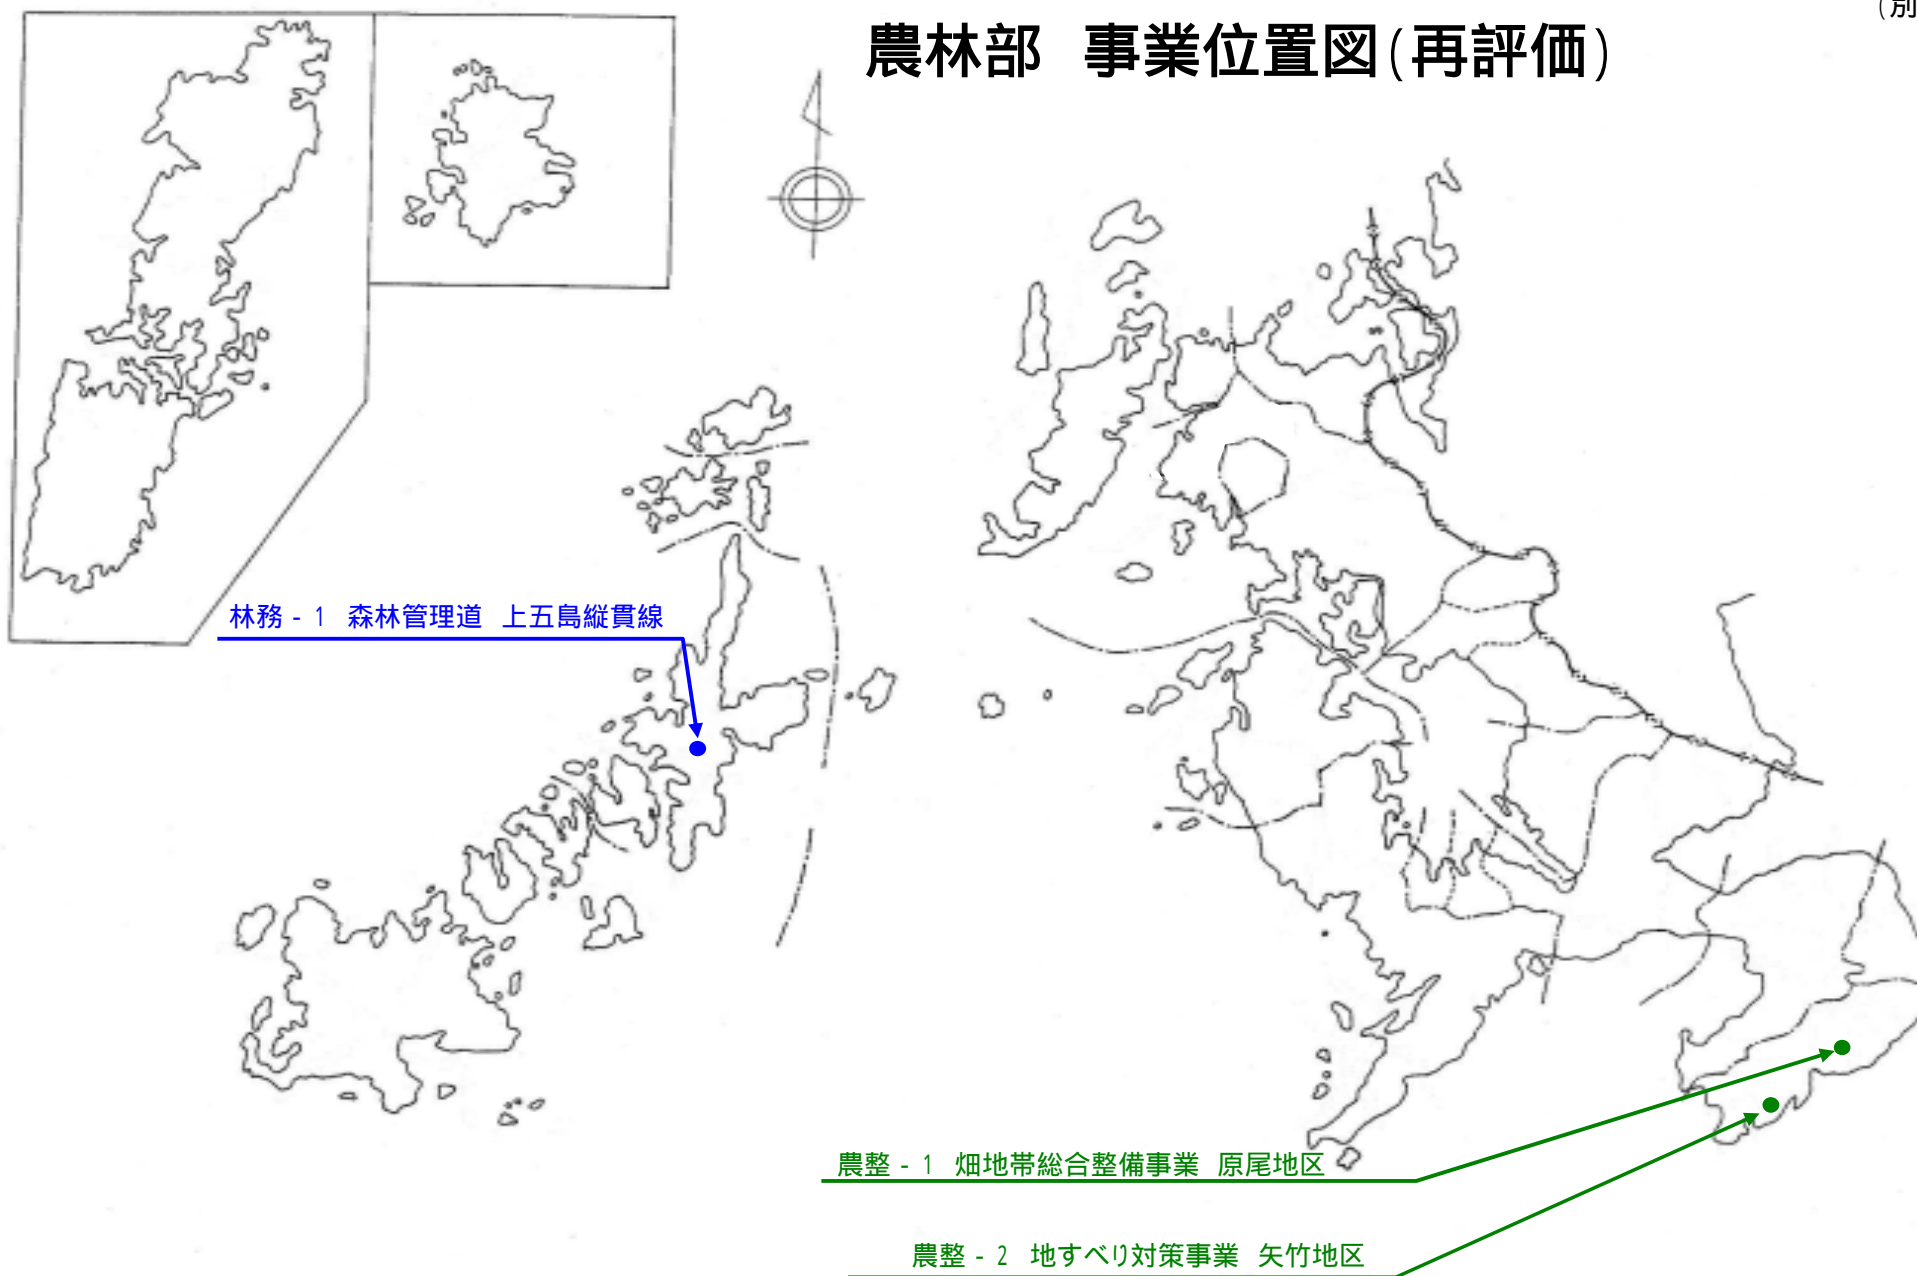 (別
農林部 事業位置図(再評価)
林務 - 1 森林管理道 上五島縦貫線
農整 - 1 畑地帯総合整備事業 原尾地区
農整 - 2 地すべり対策事業 矢竹地区